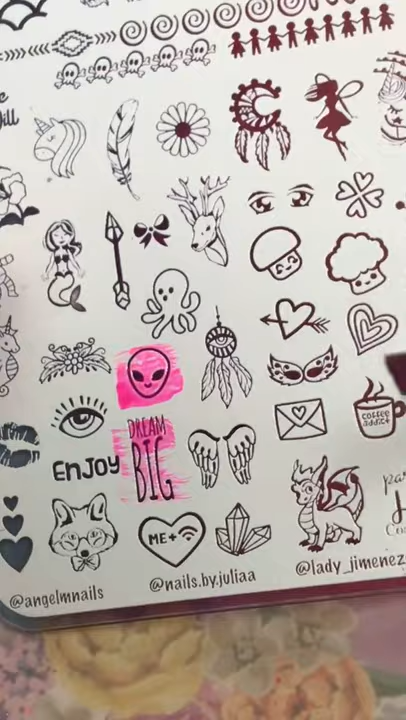 coffee
addict
DREAM
BIG
EnJoy
ME+
@angelmnails
@nails.by.juliaa
@lady_jimenez